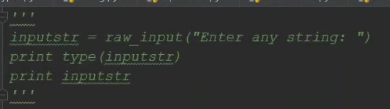 '''
inputstr = raw_input("Enter any string: ")
print type(inputstr)
print inputstr
'''